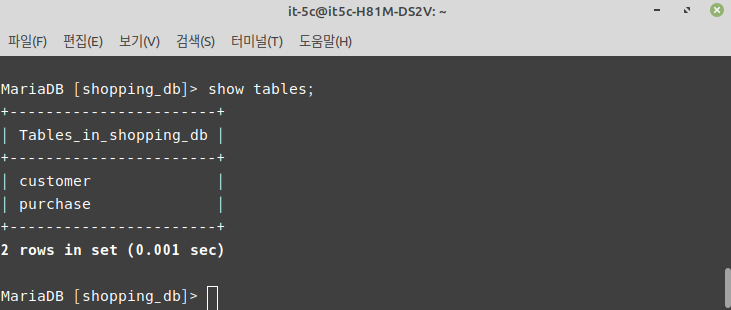 it-5c@it5c-H81M-DS2V: ~
파일(F) 편집(E) 보기(V) 검색(S) 터미널(T) 도움말(H)
MariaDB [shopping_db]> show tables;
+-----------------------+
| Tables_in_shopping_db |
+-----------------------+
| customer              |
| purchase              |
+-----------------------+
2 rows in set (0.001 sec)
MariaDB [shopping_db]>